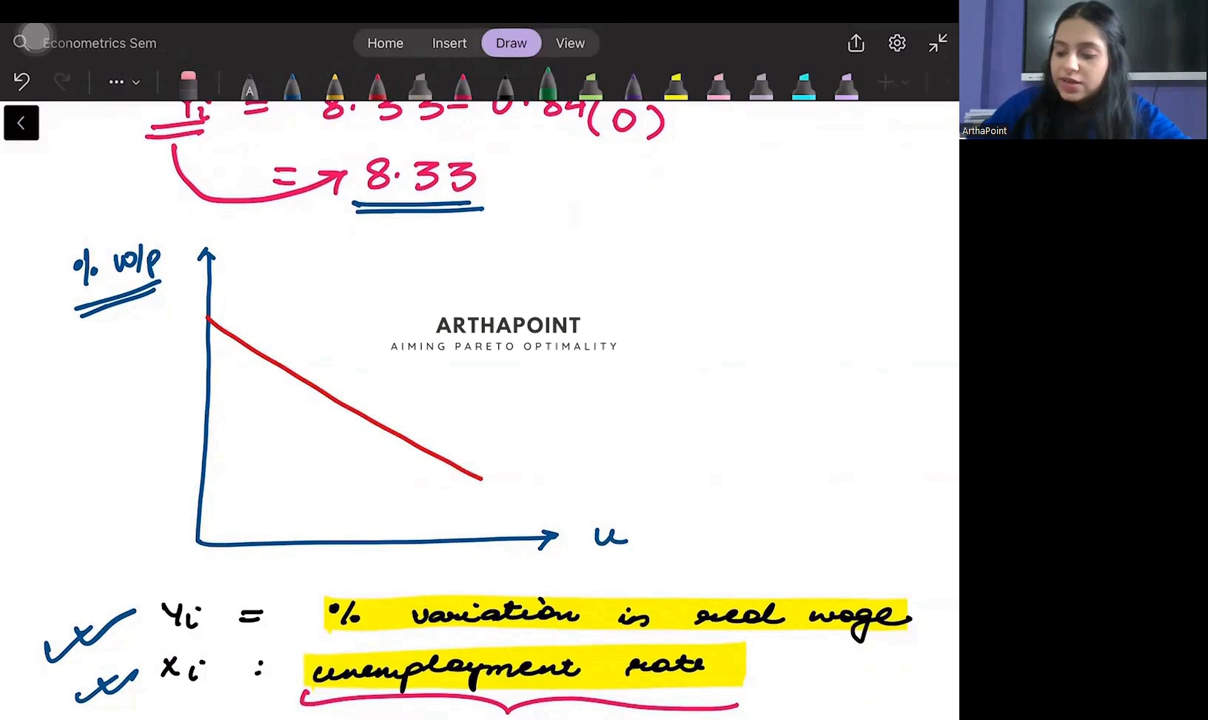 Econometrics Sem
Home Insert Draw View
A
Yi = 8.33 - 0.84(0)
= 8.33
% w/p
ARTHAPOINT
AIMING PARETO OPTIMALITY
u
Yi = % variation in real wage
Xi : unemployment rate
ArthaPoint